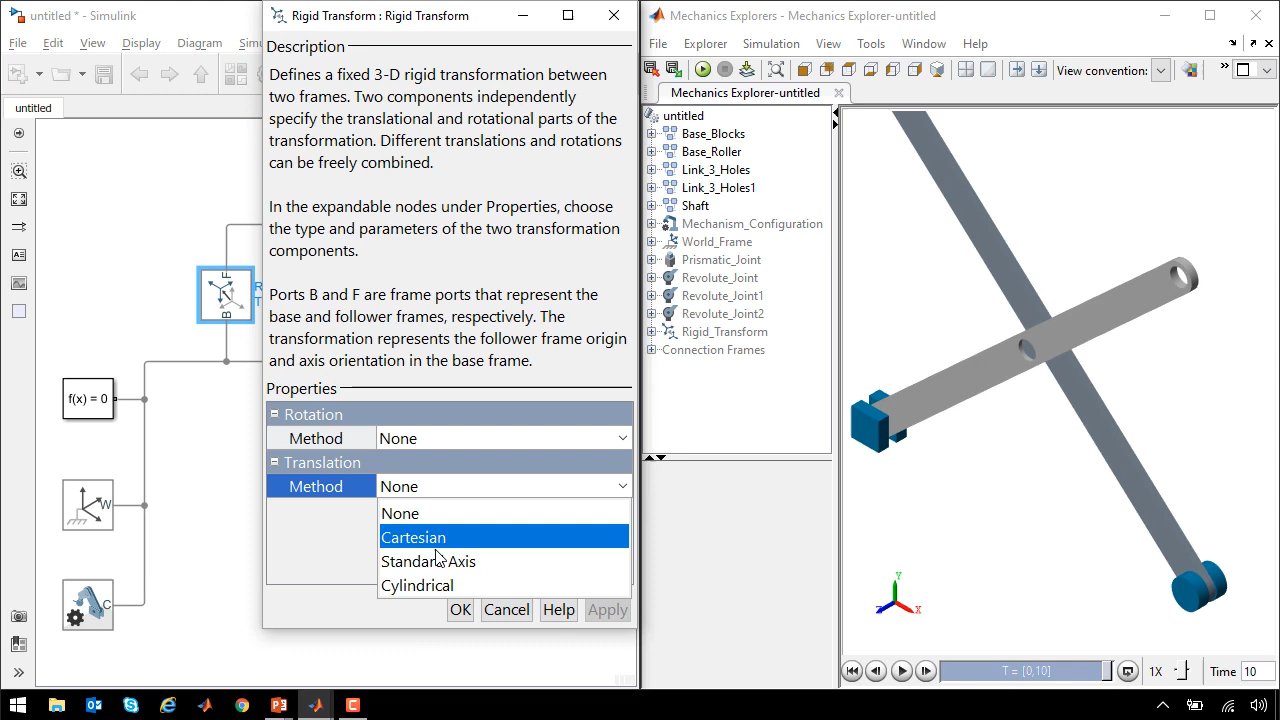 untitled * - Simulink
File Edit View Display Diagram
untitled
F
B
f(x) = 0
W
C
Rigid Transform : Rigid Transform
Description
Defines a fixed 3-D rigid transformation between
two frames. Two components independently
specify the translational and rotational parts of the
transformation. Different translations and rotations
can be freely combined.
In the expandable nodes under Properties, choose
the type and parameters of the two transformation
components.
Ports B and F are frame ports that represent the
base and follower frames, respectively. The
transformation represents the follower frame origin
and axis orientation in the base frame.
Properties
Rotation
Method None
Translation
Method None
None
Cartesian
Standard Axis
Cylindrical
OK Cancel Help Apply
Mechanics Explorers - Mechanics Explorer-untitled
File Explorer Simulation View Tools Window Help
View convention:
Mechanics Explorer-untitled
untitled
Base_Blocks
Base_Roller
Link_3_Holes
Link_3_Holes1
Shaft
Mechanism_Configuration
World_Frame
Prismatic_Joint
Revolute_Joint
Revolute_Joint1
Revolute_Joint2
Rigid_Transform
Connection Frames
Y
Z
X
T = [0,10]
1X
Time 10